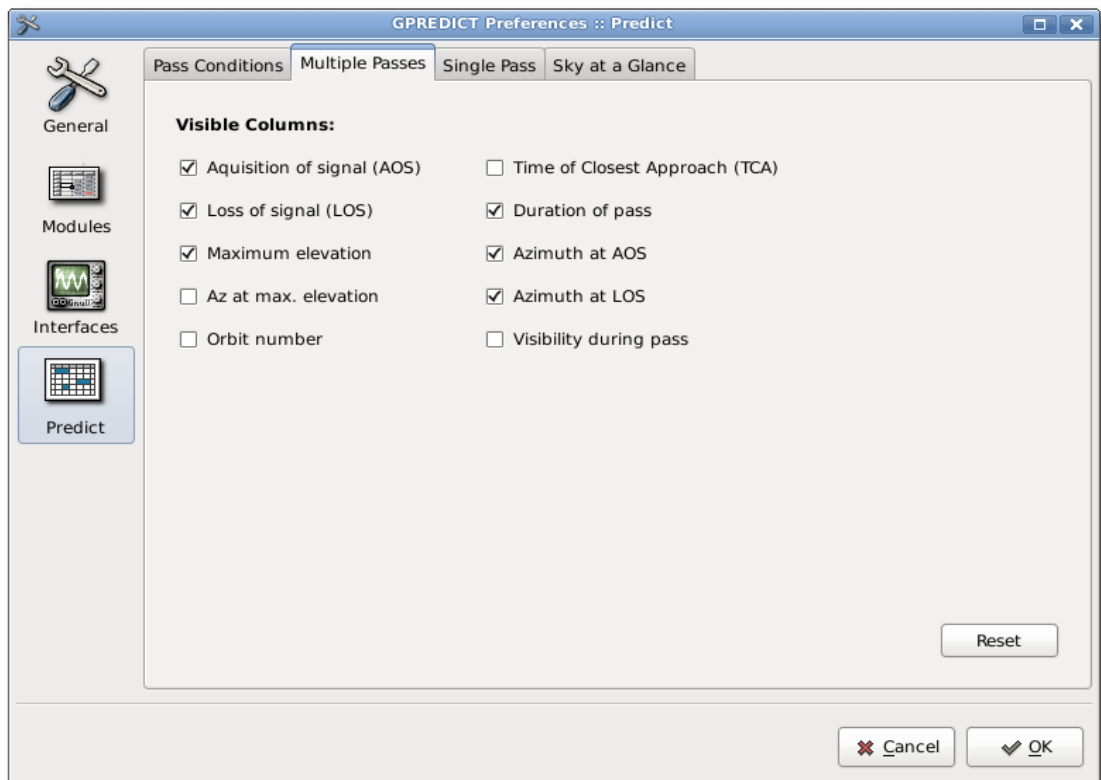 GPREDICT Preferences :: Predict
General
Modules
Interfaces
Predict
Pass Conditions
Multiple Passes
Single Pass
Sky at a Glance
Visible Columns:
Aquisition of signal (AOS)
Time of Closest Approach (TCA)
Loss of signal (LOS)
Duration of pass
Maximum elevation
Azimuth at AOS
Az at max. elevation
Azimuth at LOS
Orbit number
Visibility during pass
Reset
Cancel
OK